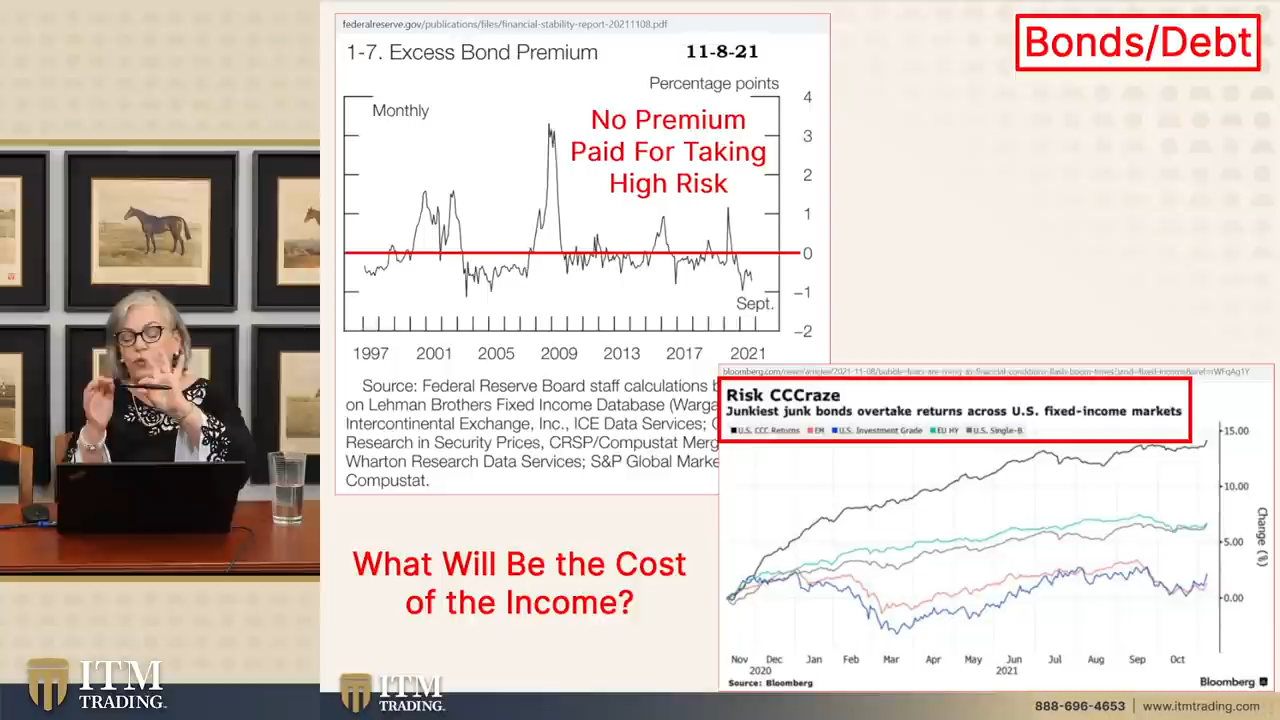 federalreserve.gov/publications/files/financial-stability-report-20211108.pdf
1-7. Excess Bond Premium
11-8-21
Percentage points
Monthly
No Premium
Paid For Taking
High Risk
4
3
2
1
0
−1
−2
Sept.
1997 2001 2005 2009 2013 2017 2021
Source: Federal Reserve Board staff calculations
on Lehman Brothers Fixed Income Database (Warga
Intercontinental Exchange, Inc., ICE Data Services;
Research in Security Prices, CRSP/Compustat Merg
Wharton Research Data Services; S&P Global Marke
Compustat.
Bonds/Debt
Risk CCCraze
Junkiest junk bonds overtake returns across U.S. fixed-income markets
U.S. CCC Returns EM U.S. Investment Grade EU HY U.S. Single-B
15.00
10.00
5.00
0.00
Change (%)
Nov Dec Jan Feb Mar Apr May Jun Jul Aug Sep Oct
2020 2021
Source: Bloomberg
Bloomberg
What Will Be the Cost
of the Income?
ITM
TRADING
ITM
TRADING
888-696-4653 | www.itmtrading.com